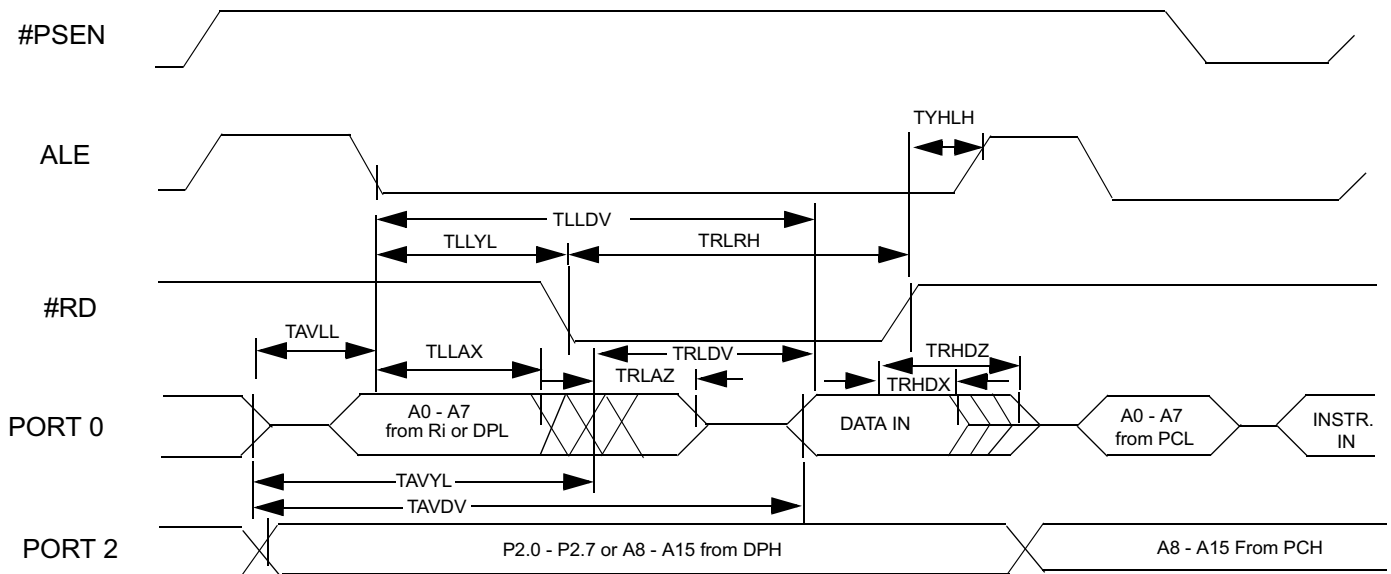 #PSEN
TYHLH
ALE
TLLDV
TLLYL
TRLRH
#RD
TAVLL
TLLAX
TRLDV
TRHDZ
TRLAZ
TRHDX
PORT 0
A0 - A7
from Ri or DPL
DATA IN
A0 - A7
from PCL
INSTR.
IN
TAVYL
TAVDV
PORT 2
P2.0 - P2.7 or A8 - A15 from DPH
A8 - A15 From PCH